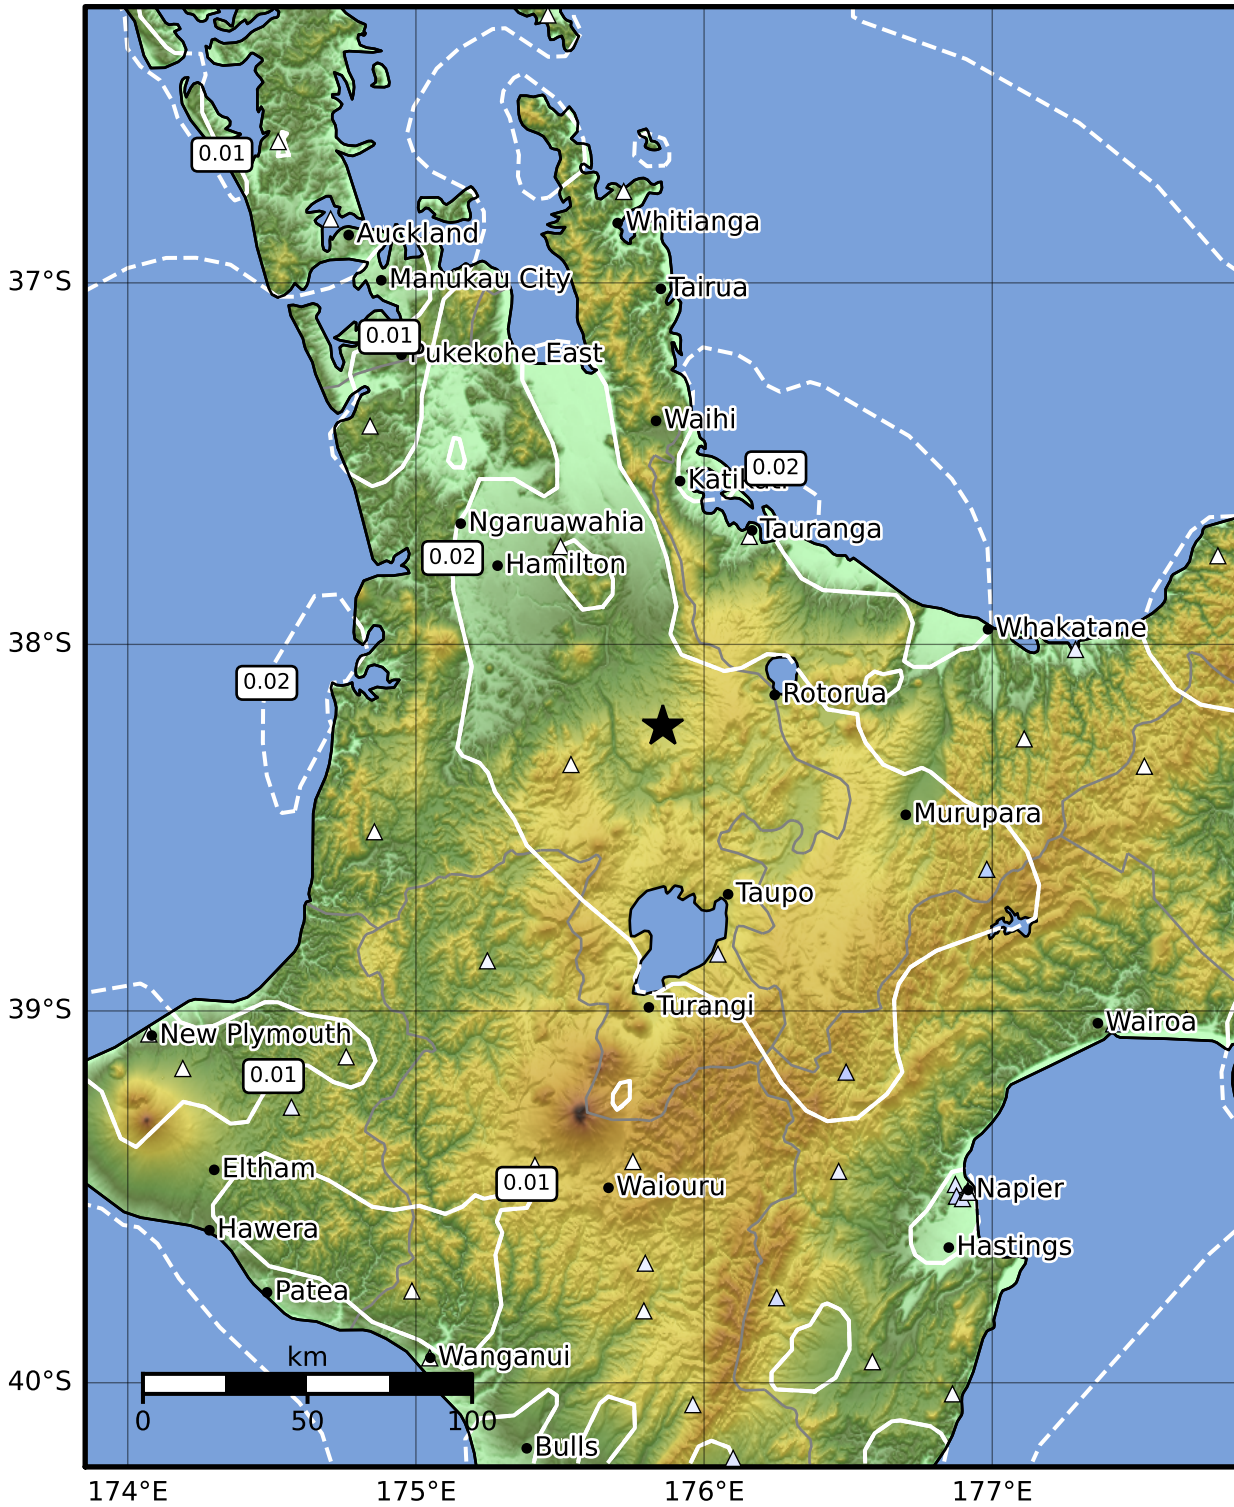 0.01
Whitianga
Auckland
Manukau City
37°S
Tairua
0.01
Pukekohe East
Waihi
0.02
Katikati
Ngaruawahia
Tauranga
0.02
Hamilton
Whakatane
38°S
0.02
Rotorua
Murupara
Taupo
39°S
Turangi
Wairoa
New Plymouth
0.01
Eltham
0.01
Waiouru
Napier
Hawera
Hastings
Patea
km
Wanganui
40°S
0
50
100
Bulls
174°E
175°E
176°E
177°E